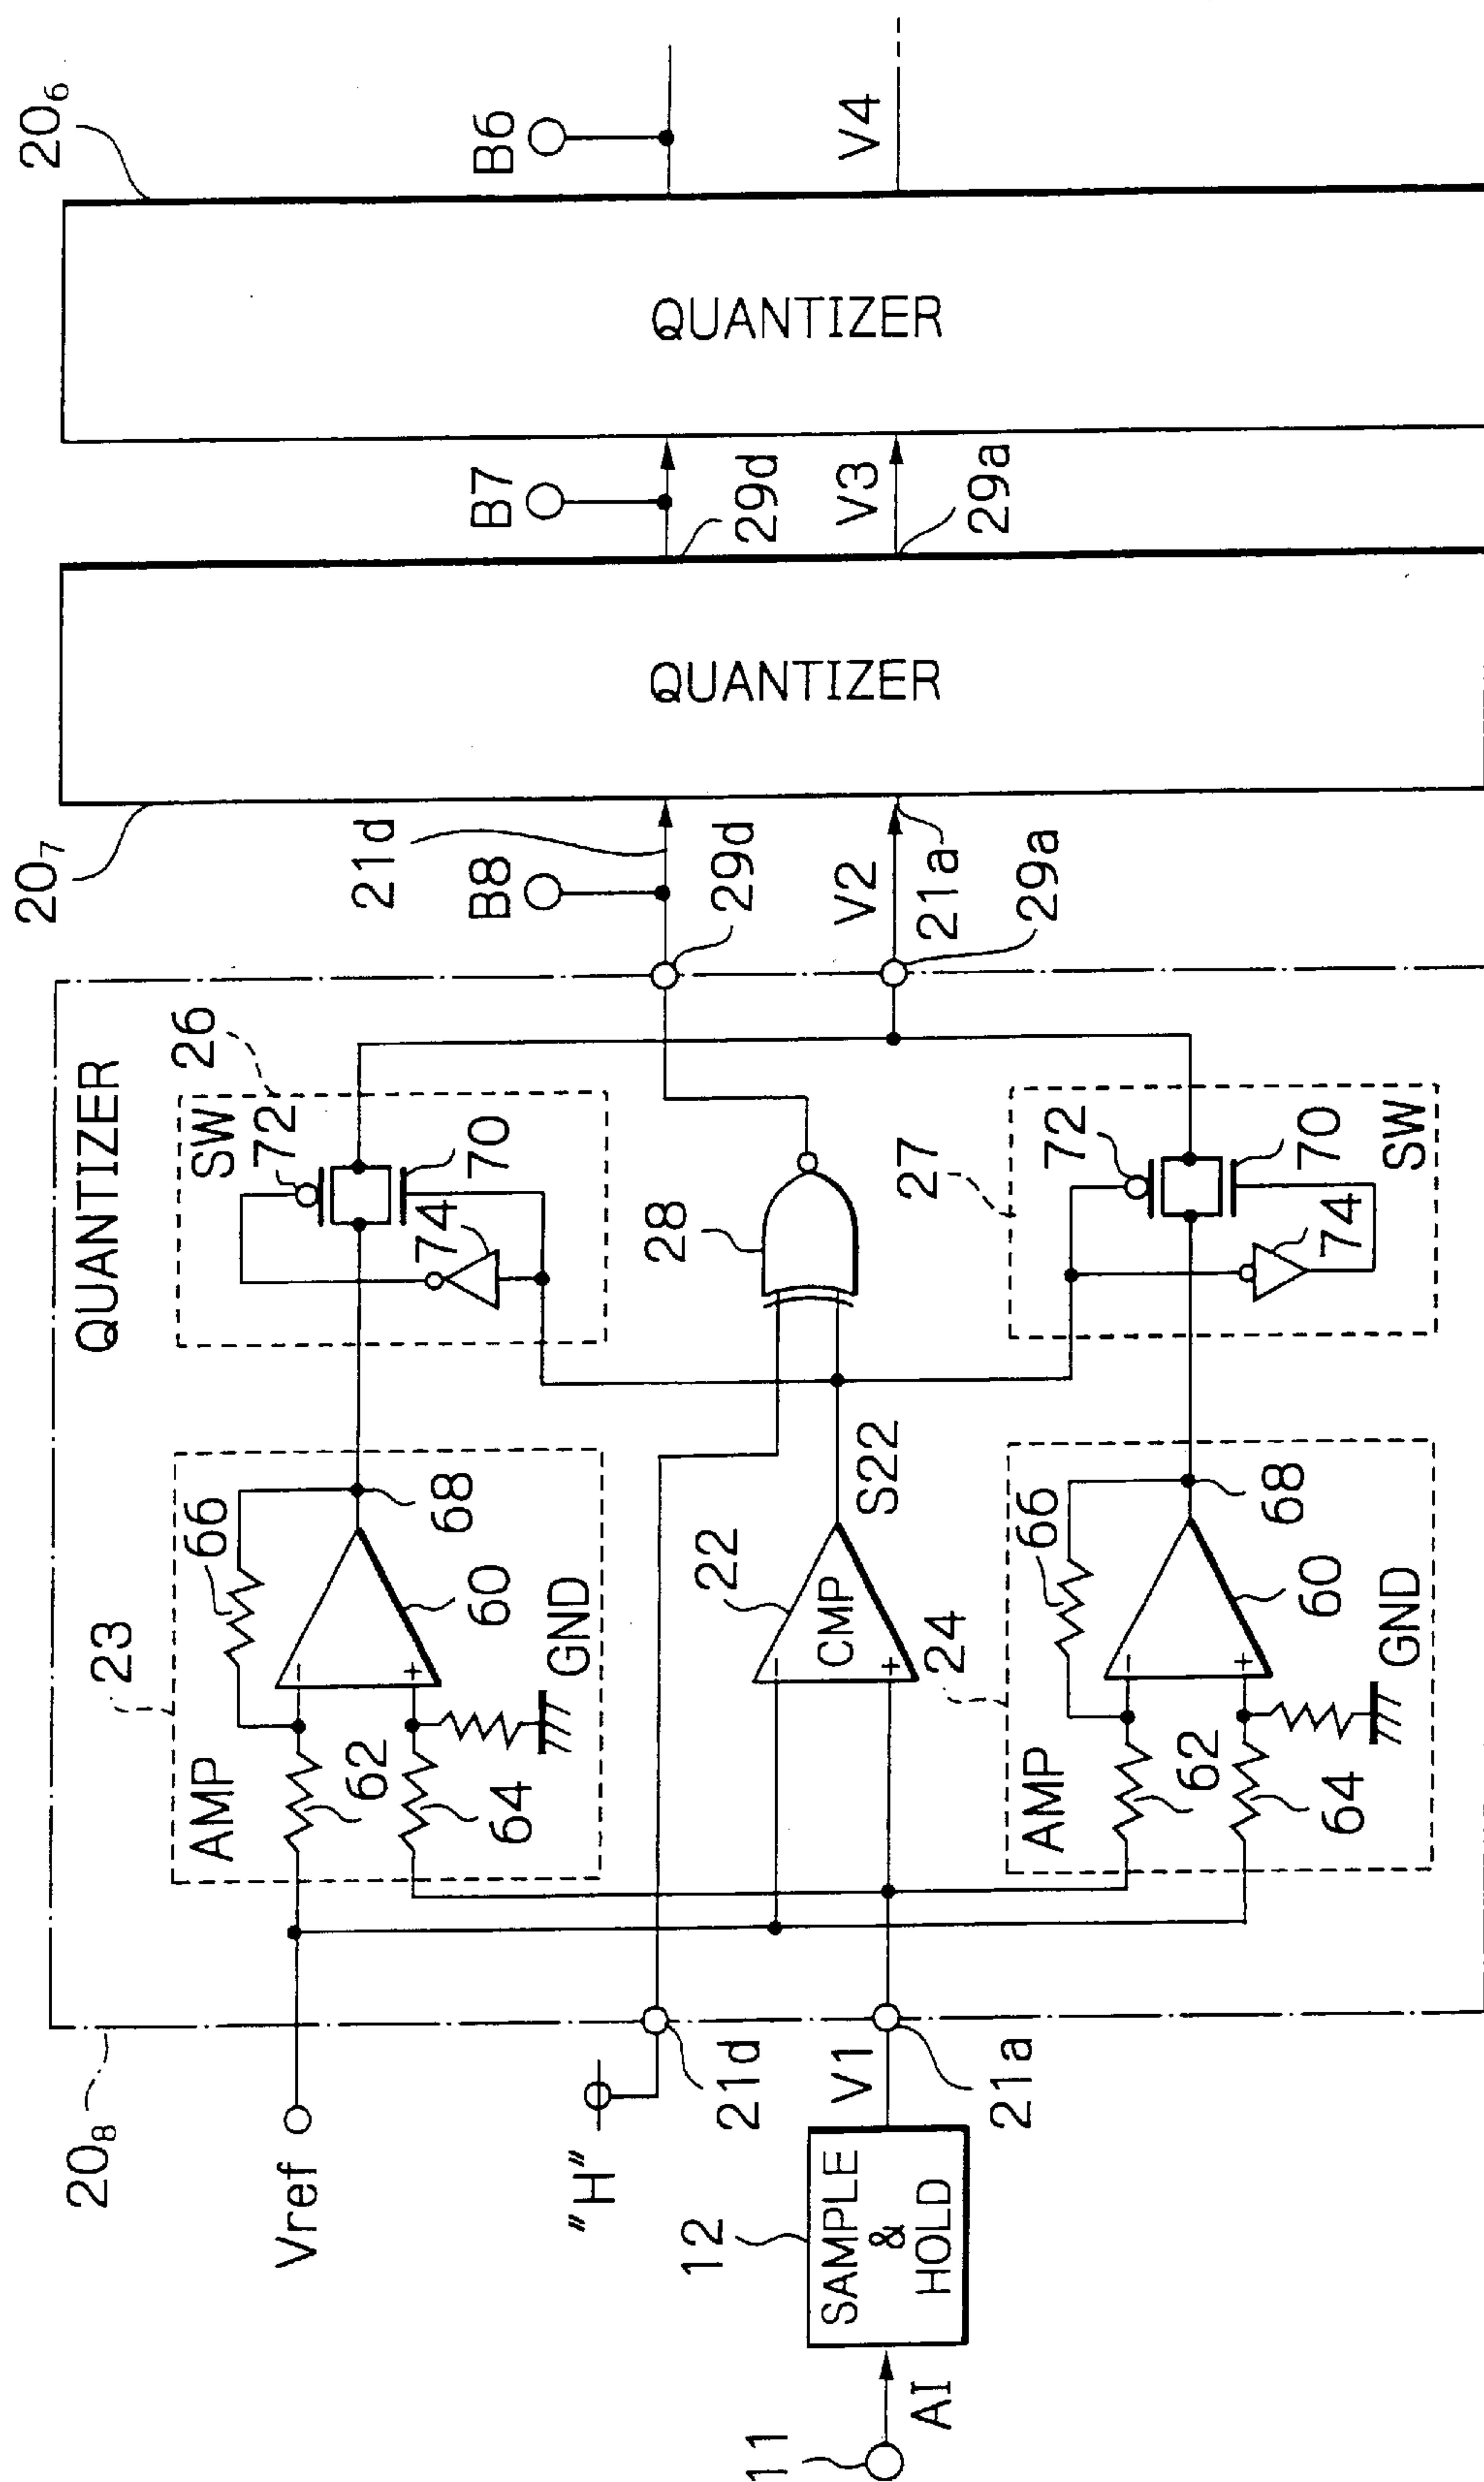 20₈
QUANTIZER
20₇
20₆
Vref
AMP
23
62
64
66
60
68
GND
SW
26
72
74
70
"H"
21d
28
29d
B8
21d
QUANTIZER
B7
29d
QUANTIZER
B6
11
AI
12
SAMPLE
&
HOLD
V1
21a
22
CMP
S22
V2
21a
29a
V3
29a
V4
AMP
24
62
64
66
60
68
GND
27
SW
72
74
70
-
+
-
+
-
+